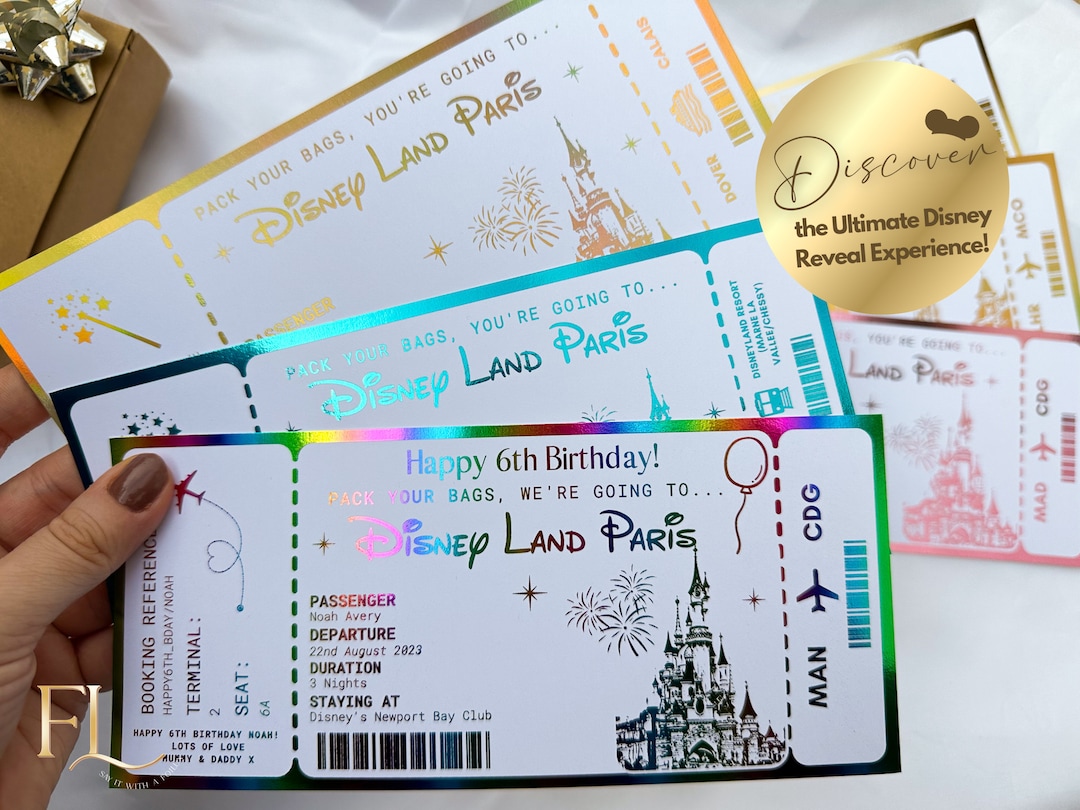 PACK YOUR BAGS, YOU'RE GOING TO...
DISNEY LAND PARIS
PASSENGER
CALAIS
DOVER
Discover
the Ultimate Disney
Reveal Experience!
MCO
LHR
PACK YOUR BAGS, YOU'RE GOING TO...
DISNEY LAND PARIS
DISNEYLAND RESORT
(MARNE LA
VALLEE/CHESSY)
YOU'RE GOING TO...
LAND PARIS
CDG
MAD
Happy 6th Birthday!
PACK YOUR BAGS, WE'RE GOING TO...
DISNEY LAND PARIS
PASSENGER
Noah Avery
DEPARTURE
22nd August 2023
DURATION
3 Nights
STAYING AT
Disney's Newport Bay Club
BOOKING REFERENCE
HAPPY6TH_BDAY/NOAH
TERMINAL:
2
SEAT:
6A
HAPPY 6TH BIRTHDAY NOAH!
LOTS OF LOVE
MUMMY & DADDY X
CDG
MAN
FL
SAY IT WITH A